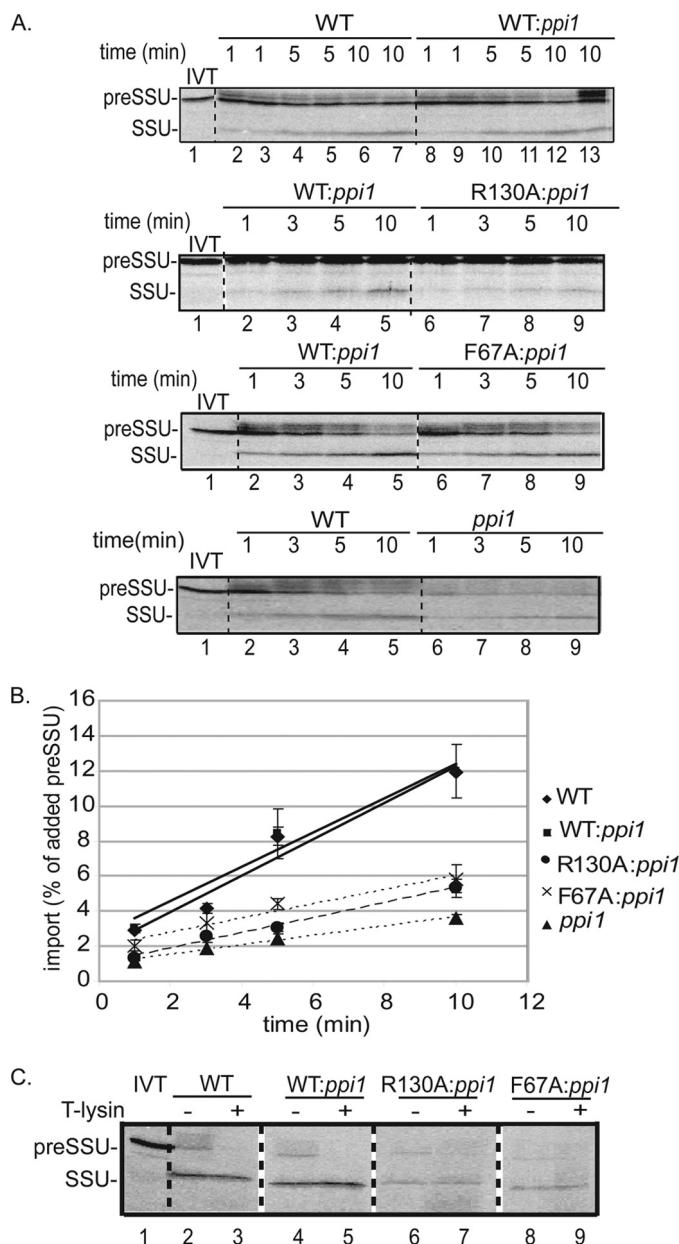 A.
WT WT:ppi1
time (min) 1 1 5 5 10 10 1 1 5 5 10 10
IVT
preSSU-
SSU-
1 2 3 4 5 6 7 8 9 10 11 12 13
WT:ppi1 R130A:ppi1
time (min) 1 3 5 10 1 3 5 10
IVT
preSSU-
SSU-
1 2 3 4 5 6 7 8 9
WT:ppi1 F67A:ppi1
time (min) 1 3 5 10 1 3 5 10
IVT
preSSU-
SSU-
1 2 3 4 5 6 7 8 9
WT ppi1
time(min) 1 3 5 10 1 3 5 10
IVT
preSSU-
SSU-
1 2 3 4 5 6 7 8 9
B.
import (% of added preSSU)
16
14
12
10
8
6
4
2
0
0 2 4 6 8 10 12
time (min)
WT
WT:ppi1
R130A:ppi1
F67A:ppi1
ppi1
C.
IVT WT WT:ppi1 R130A:ppi1 F67A:ppi1
T-lysin - + - + - + - +
preSSU-
SSU-
1 2 3 4 5 6 7 8 9